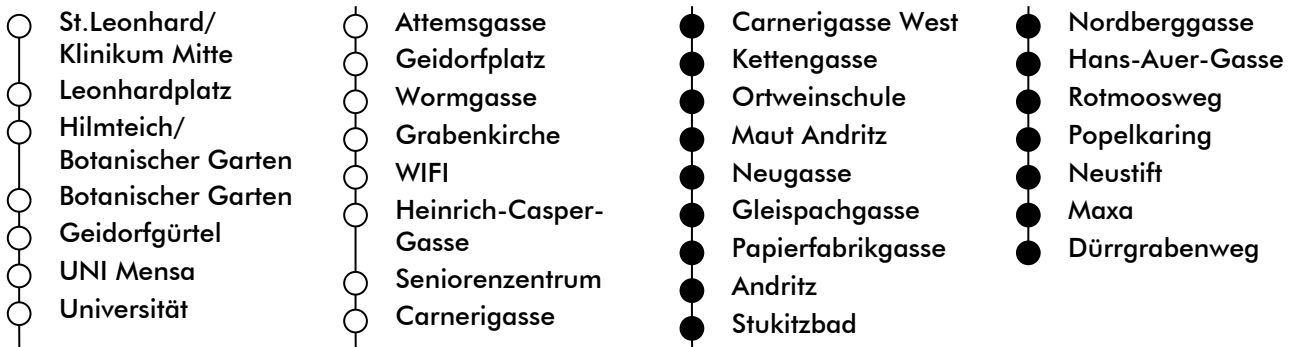 St.Leonhard/
Klinikum Mitte
Leonhardplatz
Hilmteich/
Botanischer Garten
Botanischer Garten
Geidorfgürtel
UNI Mensa
Universität
Attemsgasse
Geidorfplatz
Wormgasse
Grabenkirche
WIFI
Heinrich-Casper-
Gasse
Seniorenzentrum
Carnerigasse
Carnerigasse West
Kettengasse
Ortweinschule
Maut Andritz
Neugasse
Gleispachgasse
Papierfabrikgasse
Andritz
Stukitzbad
Nordberggasse
Hans-Auer-Gasse
Rotmoosweg
Popelkaring
Neustift
Maxa
Dürrgrabenweg